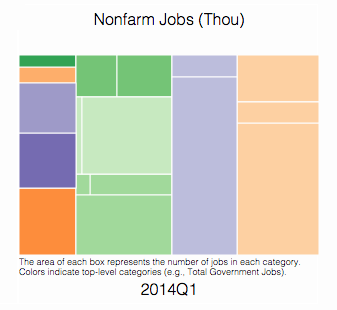 Nonfarm Jobs (Thou)
The area of each box represents the number of jobs in each category.
Colors indicate top-level categories (e.g., Total Government Jobs).
2014Q1